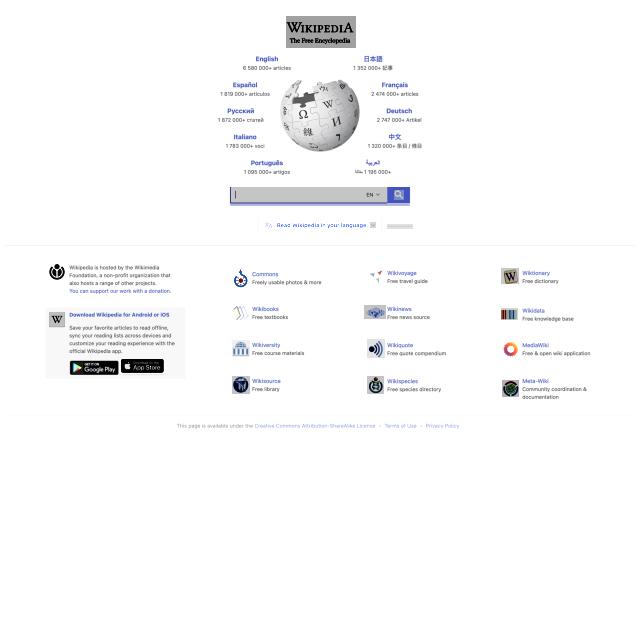 WIKIPEDIA
The Free Encyclopedia
English
6 580 000+ articles
日本語
1 352 000+ 記事
Español
1 819 000+ artículos
Français
2 474 000+ articles
Русский
1 872 000+ статей
Deutsch
2 747 000+ Artikel
Italiano
1 783 000+ voci
中文
1 320 000+ 条目 / 條目
Português
1 095 000+ artigos
العربية
1 195 000+ مقالة
EN
Read Wikipedia in your language
Wikipedia is hosted by the Wikimedia
Foundation, a non-profit organization that
also hosts a range of other projects.
You can support our work with a donation.
Download Wikipedia for Android or iOS
Save your favorite articles to read offline,
sync your reading lists across devices and
customize your reading experience with the
official Wikipedia app.
GET IT ON
Google Play
Download on the
App Store
Commons
Freely usable photos & more
Wikivoyage
Free travel guide
Wiktionary
Free dictionary
Wikibooks
Free textbooks
Wikinews
Free news source
Wikidata
Free knowledge base
Wikiversity
Free course materials
Wikiquote
Free quote compendium
MediaWiki
Free & open wiki application
Wikisource
Free library
Wikispecies
Free species directory
Meta-Wiki
Community coordination &
documentation
This page is available under the Creative Commons Attribution-ShareAlike License • Terms of Use • Privacy Policy